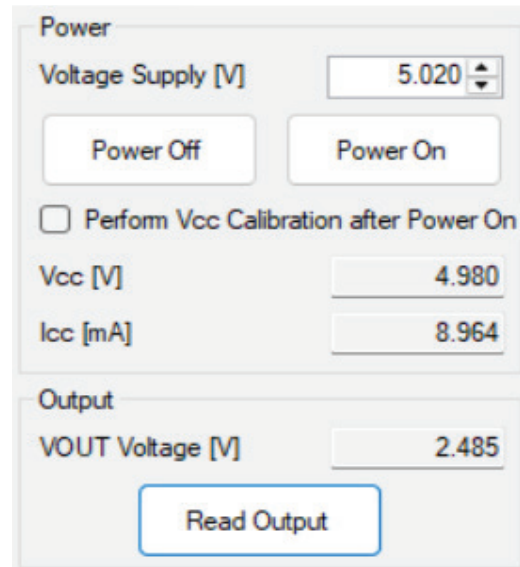 Power
Voltage Supply [V] 5.020
Power Off Power On
Perform Vcc Calibration after Power On
Vcc [V] 4.980
Icc [mA] 8.964
Output
VOUT Voltage [V] 2.485
Read Output